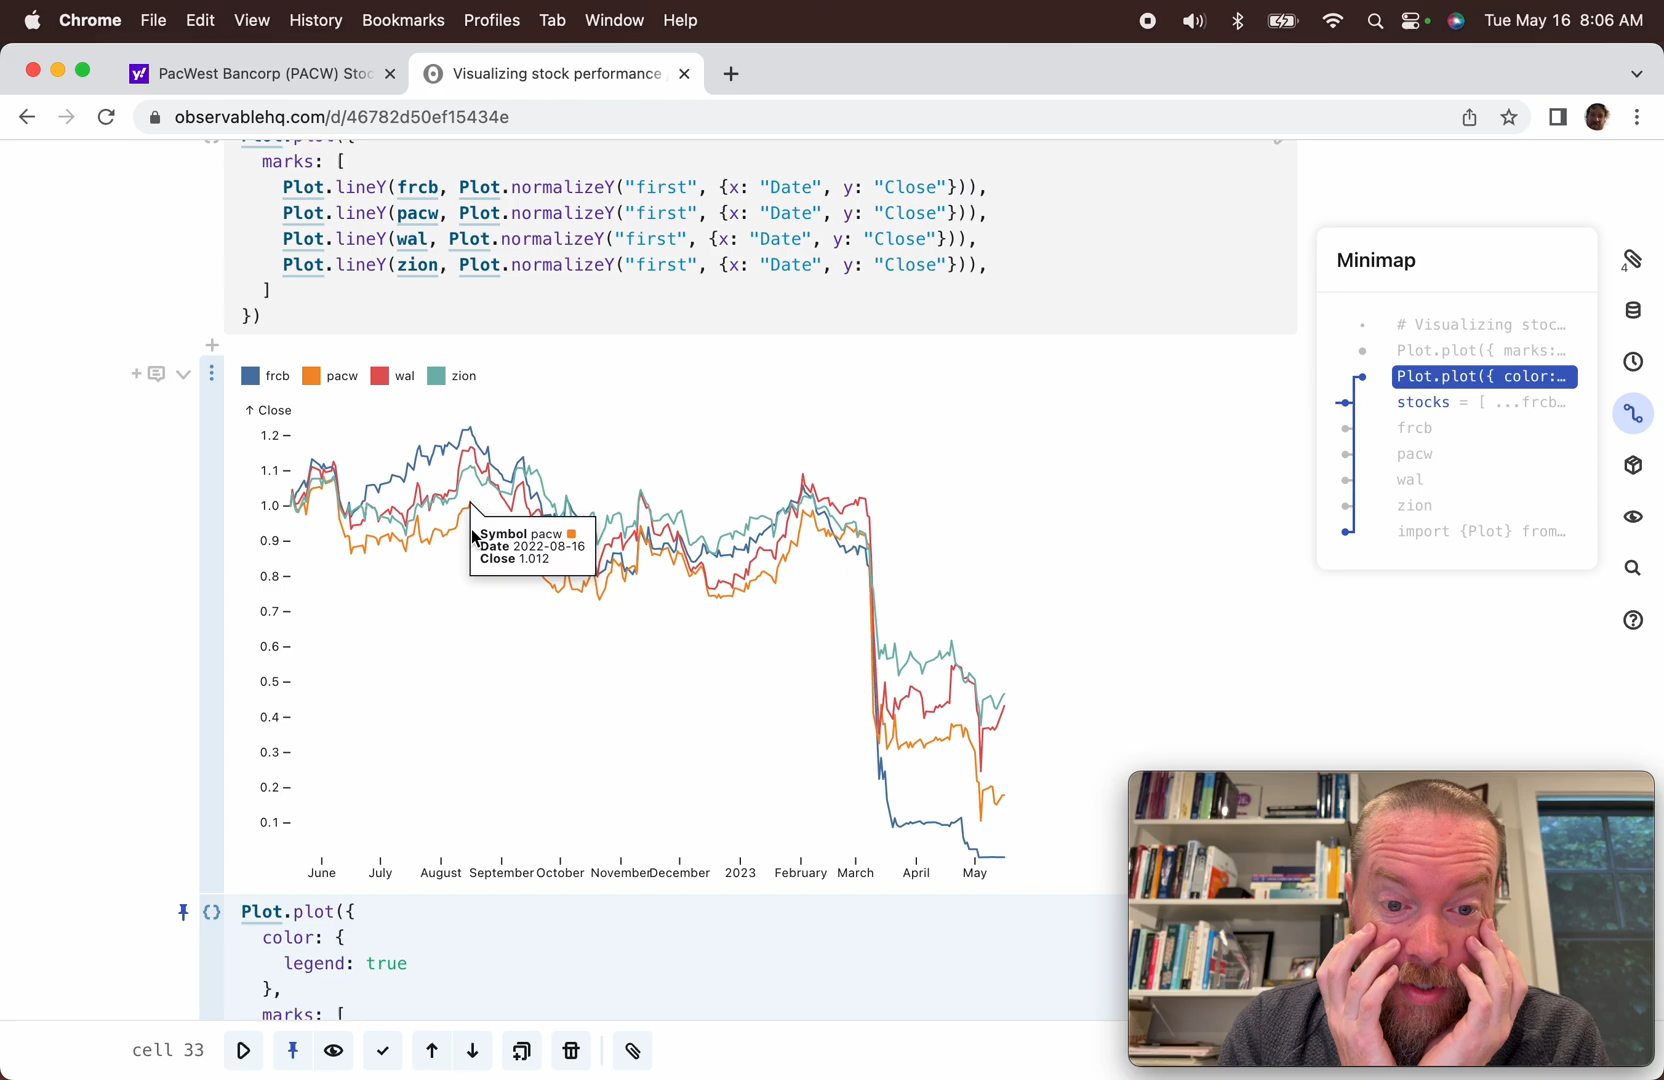 Chrome File Edit View History Bookmarks Profiles Tab Window Help Tue May 16 8:06 AM
PacWest Bancorp (PACW) Stoc
Visualizing stock performance
observablehq.com/d/46782d50ef15434e
Plot.plot({
marks: [
Plot.lineY(frcb, Plot.normalizeY("first", {x: "Date", y: "Close"})),
Plot.lineY(pacw, Plot.normalizeY("first", {x: "Date", y: "Close"})),
Plot.lineY(wal, Plot.normalizeY("first", {x: "Date", y: "Close"})),
Plot.lineY(zion, Plot.normalizeY("first", {x: "Date", y: "Close"})),
]
})
frcb pacw wal zion
↑ Close
1.2
1.1
1.0
0.9
0.8
0.7
0.6
0.5
0.4
0.3
0.2
0.1
Symbol pacw
Date 2022-08-16
Close 1.012
June July August September October November December 2023 February March April May
Plot.plot({
color: {
legend: true
},
marks: [
cell 33
Minimap
4
# Visualizing stoc…
Plot.plot({ marks:…
Plot.plot({ color:…
stocks = [ ...frcb…
frcb
pacw
wal
zion
import {Plot} from…